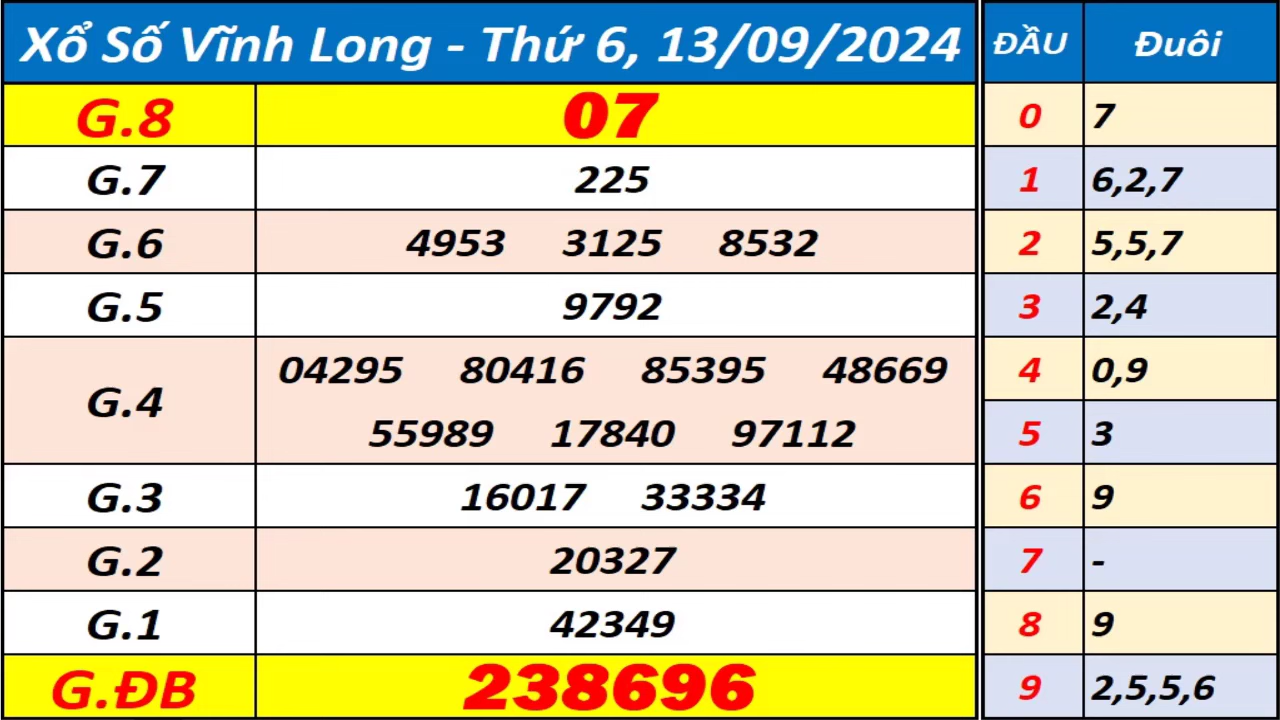 Xổ Số Vĩnh Long - Thứ 6, 13/09/2024
G.8 07
G.7 225
G.6 4953 3125 8532
G.5 9792
G.4 04295 80416 85395 48669
55989 17840 97112
G.3 16017 33334
G.2 20327
G.1 42349
G.ĐB 238696
ĐẦU Đuôi
0 7
1 6,2,7
2 5,5,7
3 2,4
4 0,9
5 3
6 9
7 -
8 9
9 2,5,5,6